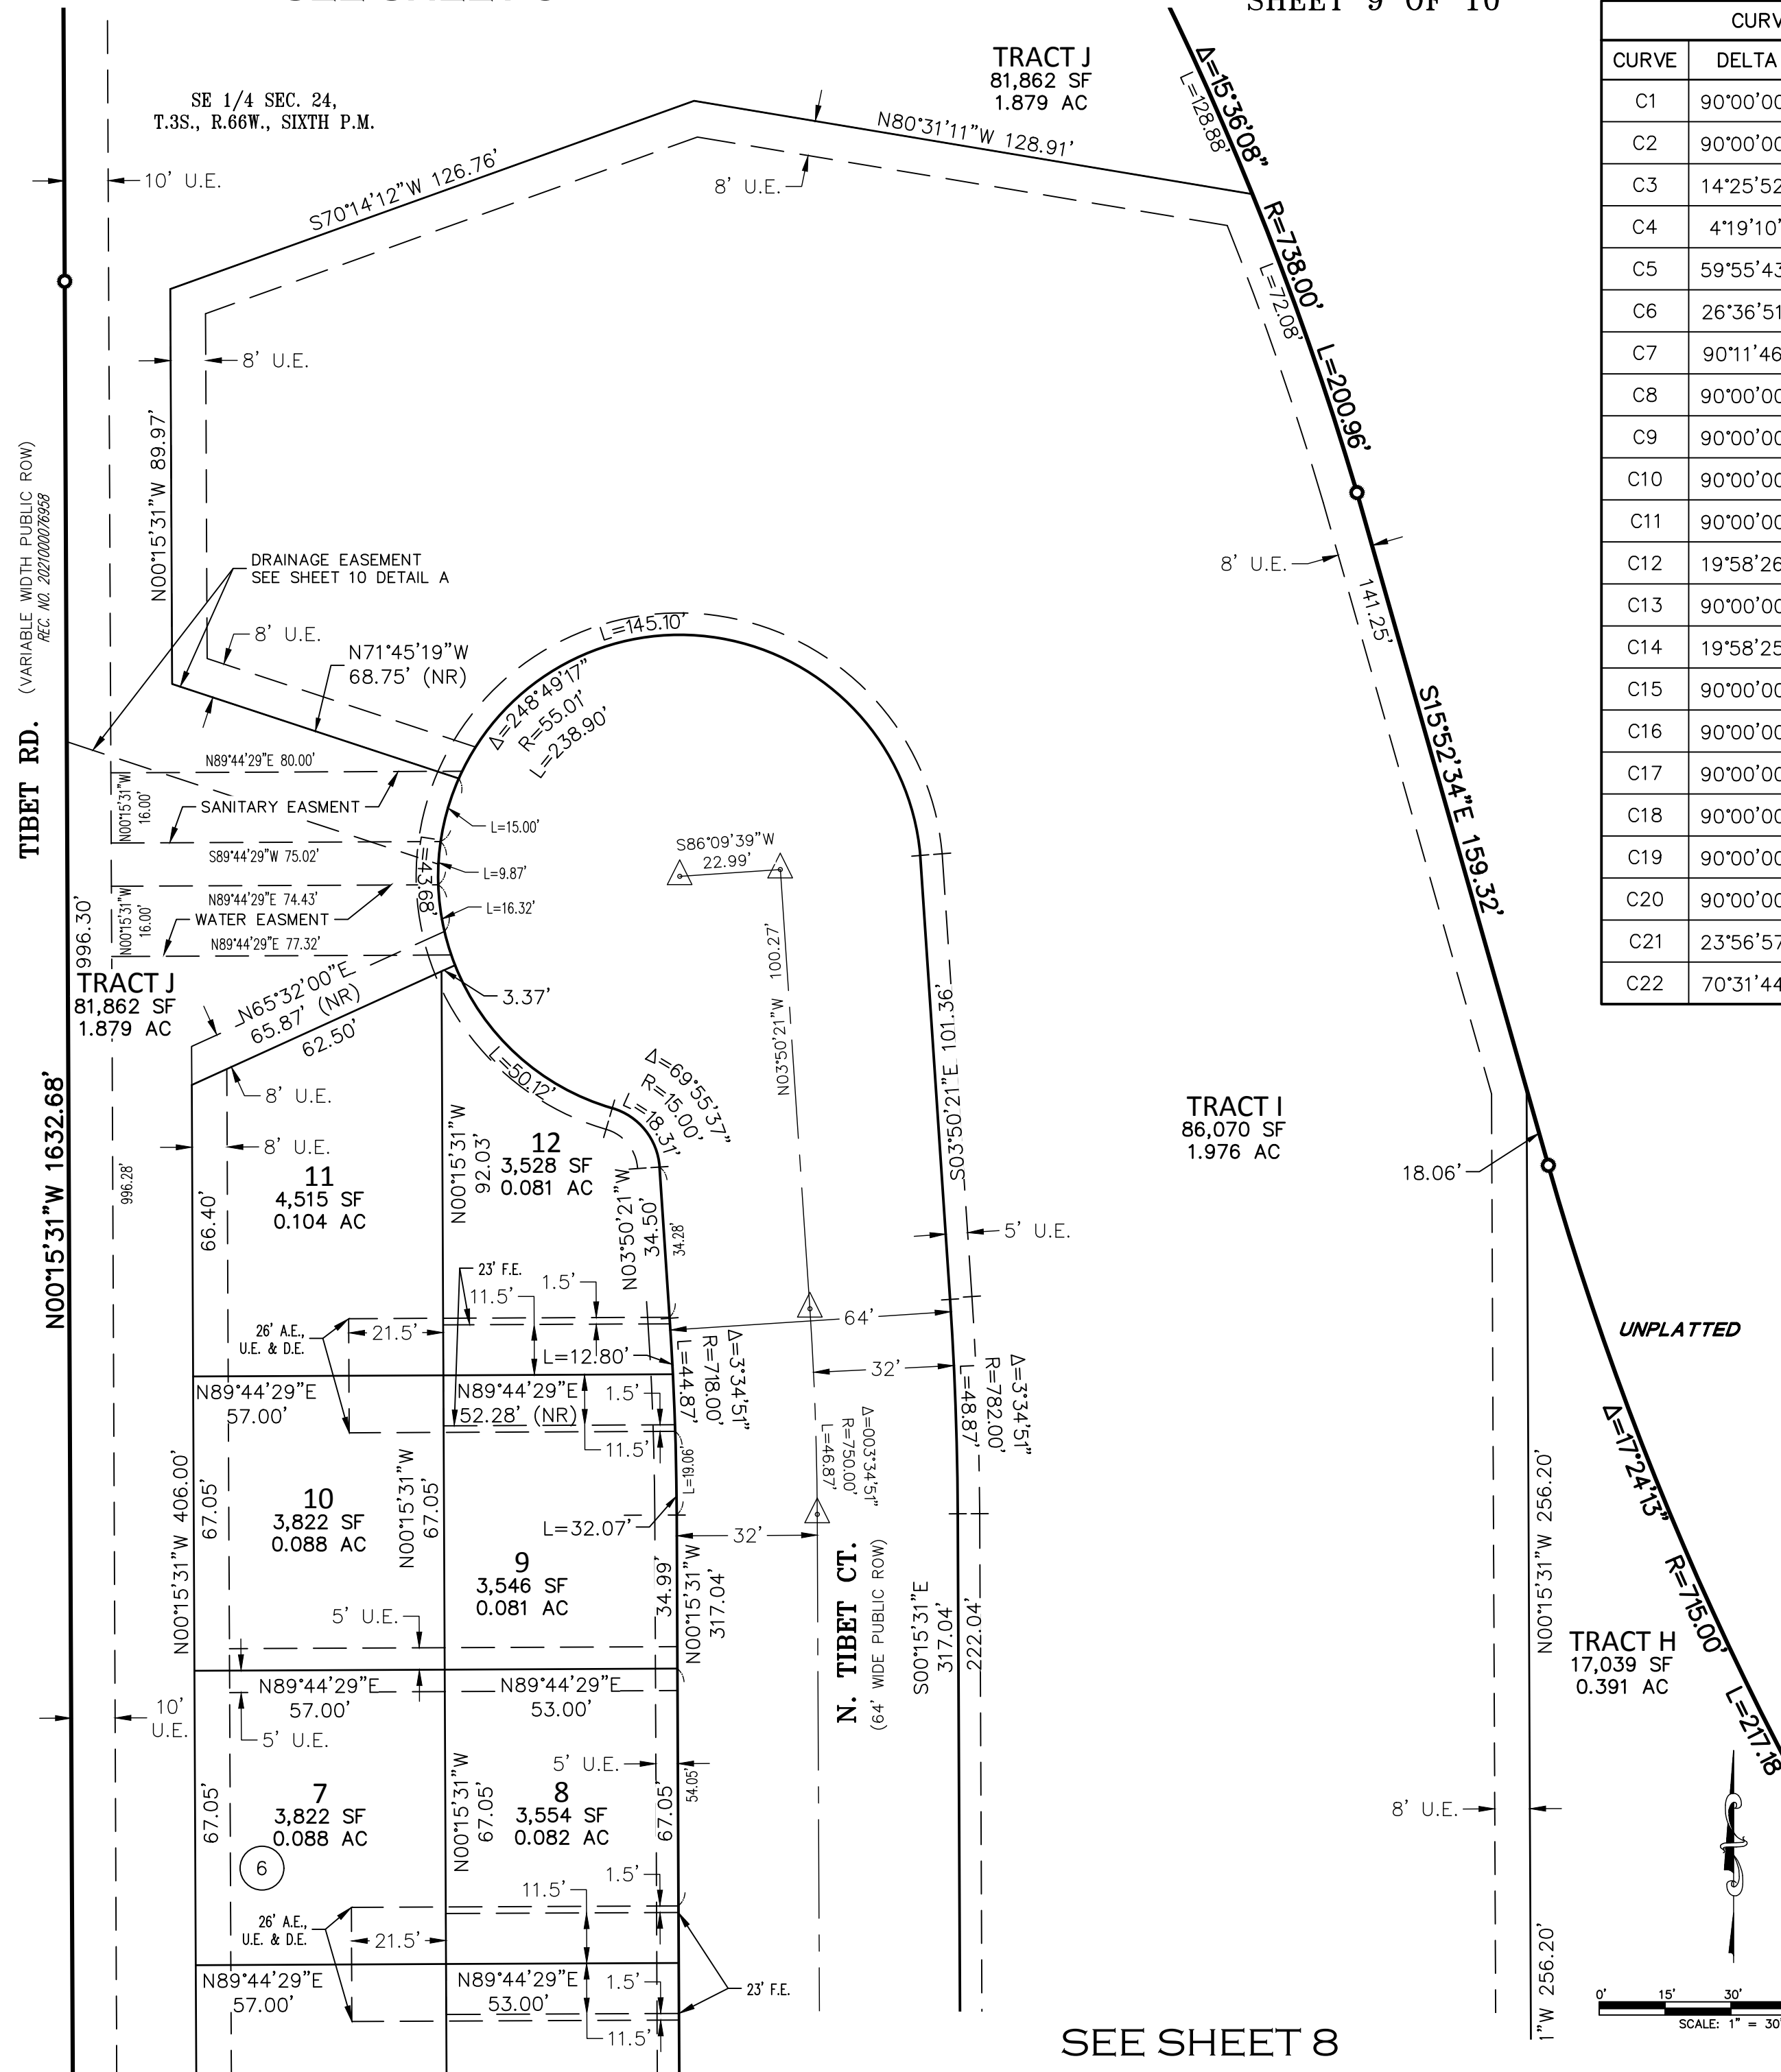 SHEET 9 OF 10
TRACT J
81,862 SF
1.879 AC
SE 1/4 SEC. 24,
T.3S., R.66W., SIXTH P.M.
10' U.E.
S70°14'12"W 126.76'
N80°31'11"W 128.91'
8' U.E.
Δ=15°36'08"
L=128.88'
R=738.00'
L=72.08'
L=200.96'
8' U.E.
N00°15'31"W 89.97'
TIBET RD.
(VARIABLE WIDTH PUBLIC ROW)
REC. NO. 2021000076958
DRAINAGE EASEMENT
SEE SHEET 10 DETAIL A
8' U.E.
N71°45'19"W
68.75' (NR)
L=145.10'
Δ=248°49'17"
R=55.01'
L=238.90'
8' U.E.
141.25'
S15°52'34"E 159.32'
N89°44'29"E 80.00'
N00°15'31"W
16.00'
SANITARY EASMENT
L=15.00'
S89°44'29"W 75.02'
L=9.87'
L=43.68'
S86°09'39"W
22.99'
N89°44'29"E 74.43'
N00°15'31"W
16.00'
WATER EASMENT
L=16.32'
N89°44'29"E 77.32'
996.30'
TRACT J
81,862 SF
1.879 AC
N65°32'00"E
65.87' (NR)
62.50'
3.37'
N03°50'21"W 100.27'
S03°50'21"E 101.36'
L=50.12'
Δ=69°55'37"
R=15.00'
L=18.31'
8' U.E.
8' U.E.
N00°15'31"W 1632.68'
996.28'
11
4,515 SF
0.104 AC
66.40'
N00°15'31"W
92.03'
12
3,528 SF
0.081 AC
N03°50'21"W
34.50'
34.28'
TRACT I
86,070 SF
1.976 AC
18.06'
5' U.E.
23' F.E.
11.5'
1.5'
26' A.E.,
U.E. & D.E.
21.5'
L=12.80'
64'
32'
Δ=3°34'51"
R=718.00'
L=44.87'
Δ=3°34'51"
R=782.00'
L=48.87'
UNPLATTED
N89°44'29"E
57.00'
N89°44'29"E
52.28' (NR)
1.5'
11.5'
L=19.06'
Δ=003°34'51"
R=750.00'
L=46.87'
N00°15'31"W 406.00'
67.05'
10
3,822 SF
0.088 AC
N00°15'31"W
67.05'
L=32.07'
32'
9
3,546 SF
0.081 AC
34.99'
N00°15'31"W
317.04'
N. TIBET CT.
(64' WIDE PUBLIC ROW)
S00°15'31"E
317.04'
222.04'
N00°15'31"W 256.20'
Δ=17°24'13"
R=715.00'
L=217.18
TRACT H
17,039 SF
0.391 AC
5' U.E.
N89°44'29"E
57.00'
N89°44'29"E
53.00'
10'
U.E.
5' U.E.
5' U.E.
67.05'
7
3,822 SF
0.088 AC
6
N00°15'31"W
67.05'
8
3,554 SF
0.082 AC
67.05'
54.05'
8' U.E.
1.5'
11.5'
26' A.E.,
U.E. & D.E.
21.5'
N89°44'29"E
57.00'
N89°44'29"E
53.00'
1.5'
11.5'
23' F.E.
1"W 256.20'
SEE SHEET 8
0' 15' 30'
SCALE: 1" = 30'
CURV
CURVE DELTA
C1 90°00'00
C2 90°00'00
C3 14°25'52
C4 4°19'10"
C5 59°55'43
C6 26°36'51
C7 90°11'46
C8 90°00'00
C9 90°00'00
C10 90°00'00
C11 90°00'00
C12 19°58'26
C13 90°00'00
C14 19°58'25
C15 90°00'00
C16 90°00'00
C17 90°00'00
C18 90°00'00
C19 90°00'00
C20 90°00'00
C21 23°56'57
C22 70°31'44